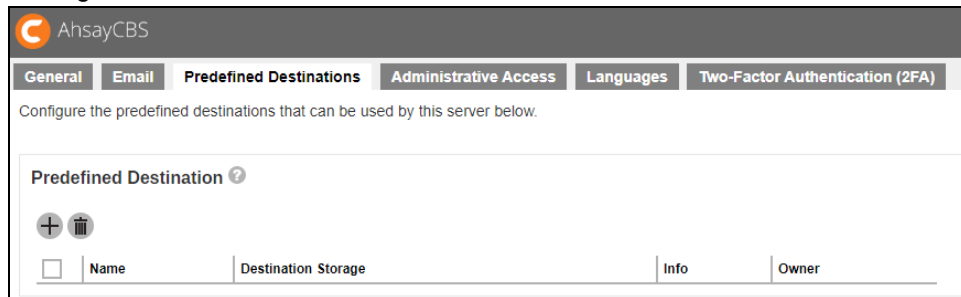 AhsayCBS
General Email Predefined Destinations Administrative Access Languages Two-Factor Authentication (2FA)
Configure the predefined destinations that can be used by this server below.
Predefined Destination ?
Name Destination Storage Info Owner